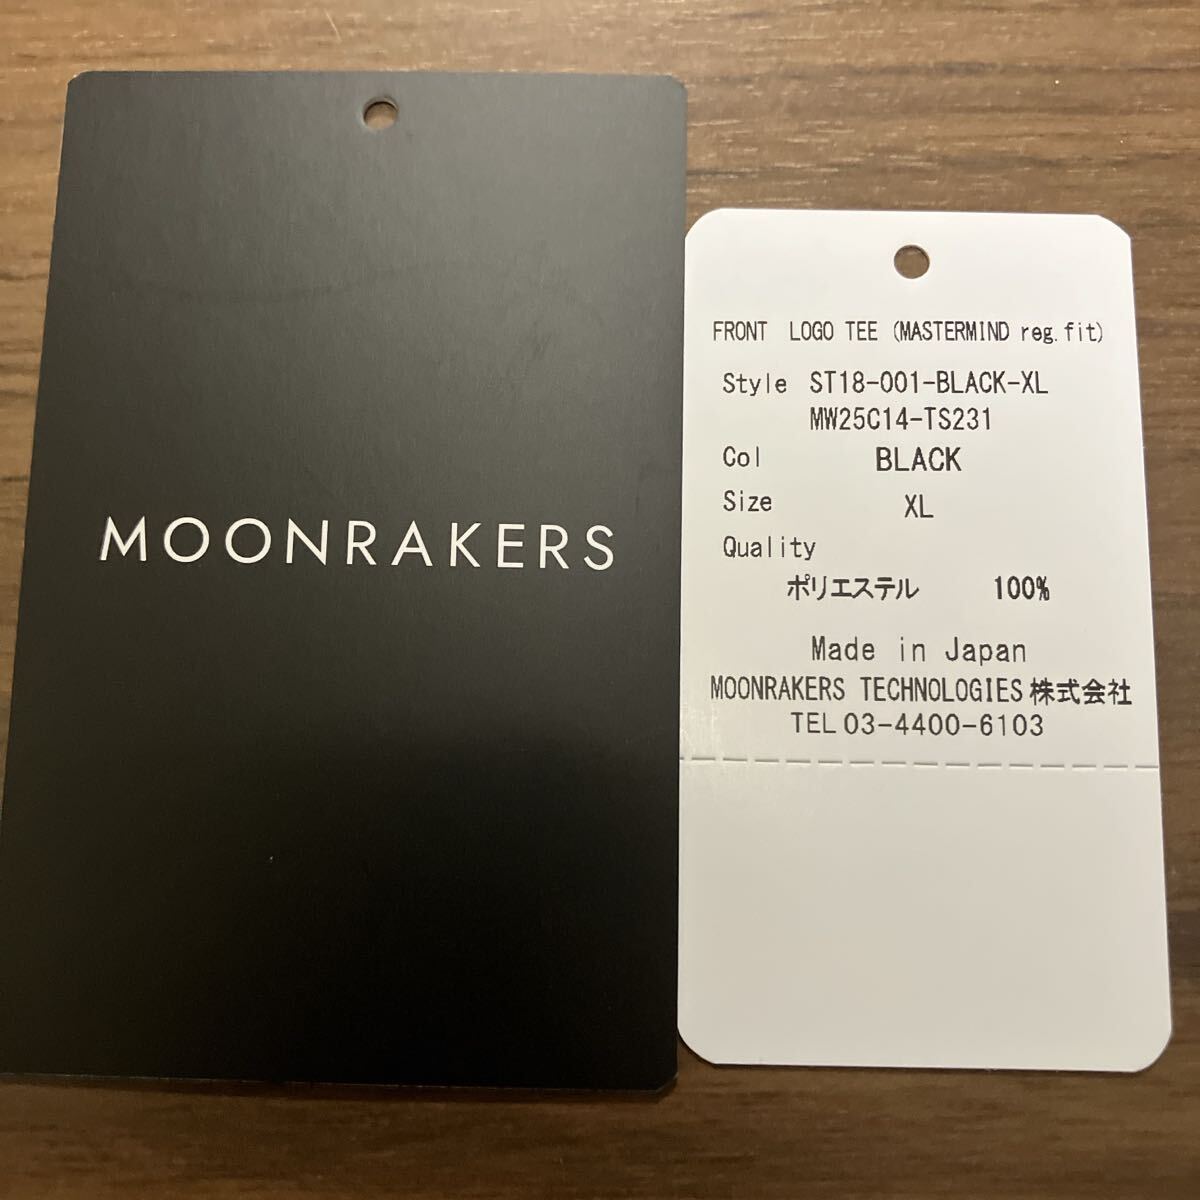 MOONRAKERS
FRONT LOGO TEE (MASTERMIND reg.fit)
Style ST18-001-BLACK-XL
MW25C14-TS231
Col BLACK
Size XL
Quality
ポリエステル 100%
Made in Japan
MOONRAKERS TECHNOLOGIES株式会社
TEL 03-4400-6103